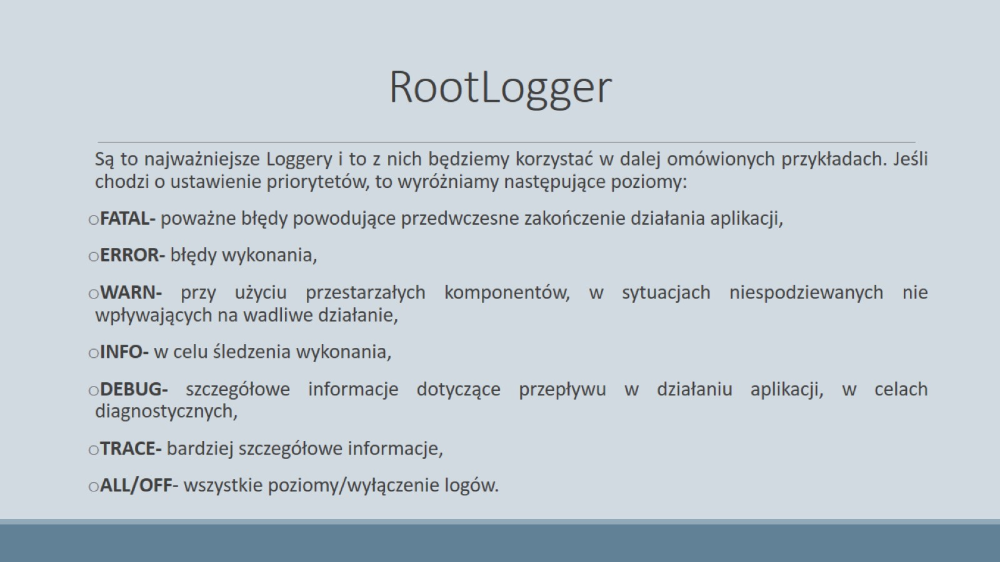 RootLogger
Są to najważniejsze Loggery i to z nich będziemy korzystać w dalej omówionych przykładach. Jeśli
chodzi o ustawienie priorytetów, to wyróżniamy następujące poziomy:
○FATAL- poważne błędy powodujące przedwczesne zakończenie działania aplikacji,
○ERROR- błędy wykonania,
○WARN- przy użyciu przestarzałych komponentów, w sytuacjach niespodziewanych nie
wpływających na wadliwe działanie,
○INFO- w celu śledzenia wykonania,
○DEBUG- szczegółowe informacje dotyczące przepływu w działaniu aplikacji, w celach
diagnostycznych,
○TRACE- bardziej szczegółowe informacje,
○ALL/OFF- wszystkie poziomy/wyłączenie logów.